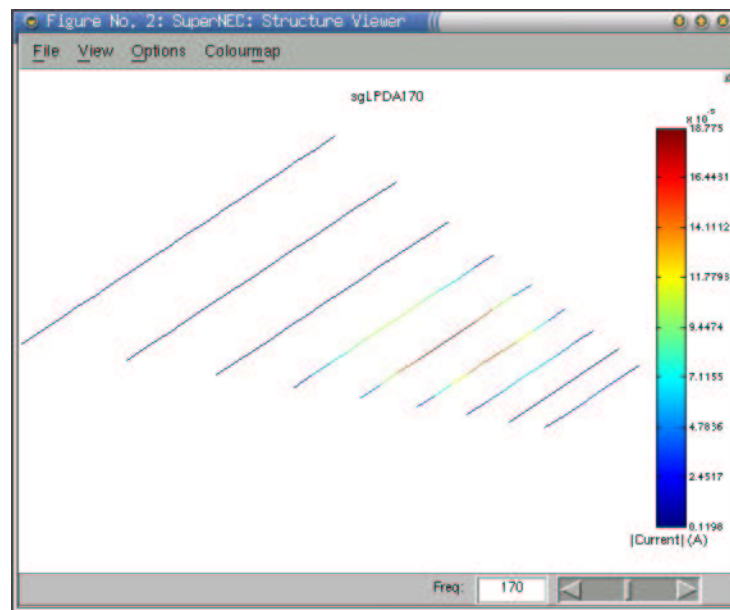 Figure No. 2: SuperNEC: Structure Viewer
File View Options Colourmap
sgLPDA170
x 10
18.775
16.4431
14.1112
11.7793
9.4474
7.1155
4.7836
2.4517
0.1198
|Current| (A)
Freq: 170